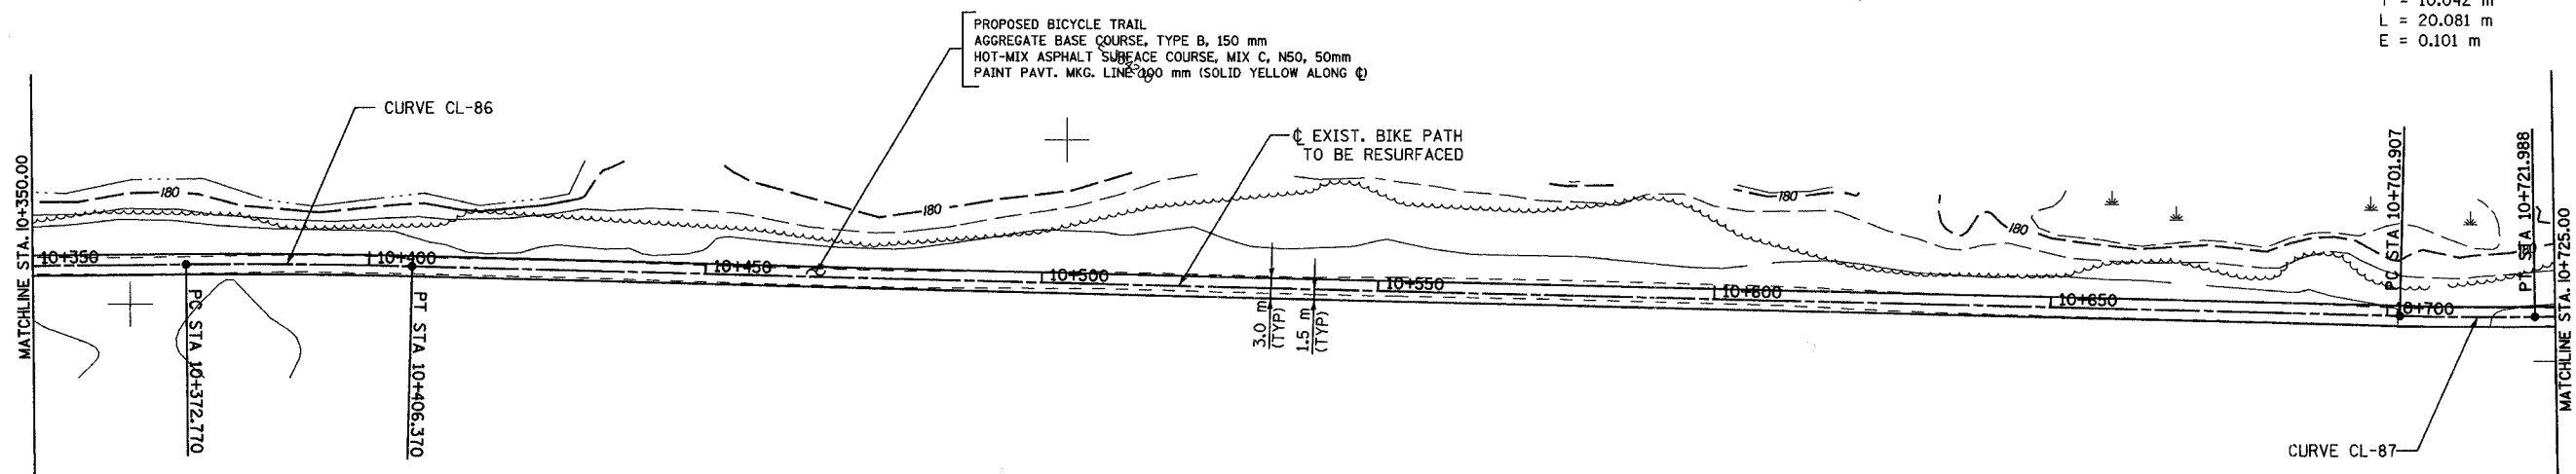 T = 10.042 m
L = 20.081 m
E = 0.101 m
PROPOSED BICYCLE TRAIL
AGGREGATE BASE COURSE, TYPE B, 150 mm
HOT-MIX ASPHALT SURFACE COURSE, MIX C, N50, 50mm
PAINT PAVT. MKG. LINE 100 mm (SOLID YELLOW ALONG ℄)
CURVE CL-86
℄ EXIST. BIKE PATH
TO BE RESURFACED
MATCHLINE STA. 10+350.00
180
180
180
180
10+350
10+400
10+450
10+500
10+550
10+600
10+650
10+700
PC STA 10+372.770
PT STA 10+406.370
3.0 m
(TYP)
1.5 m
(TYP)
PC STA 10+701.907
PT STA 10+721.988
MATCHLINE STA. 10+725.00
CURVE CL-87